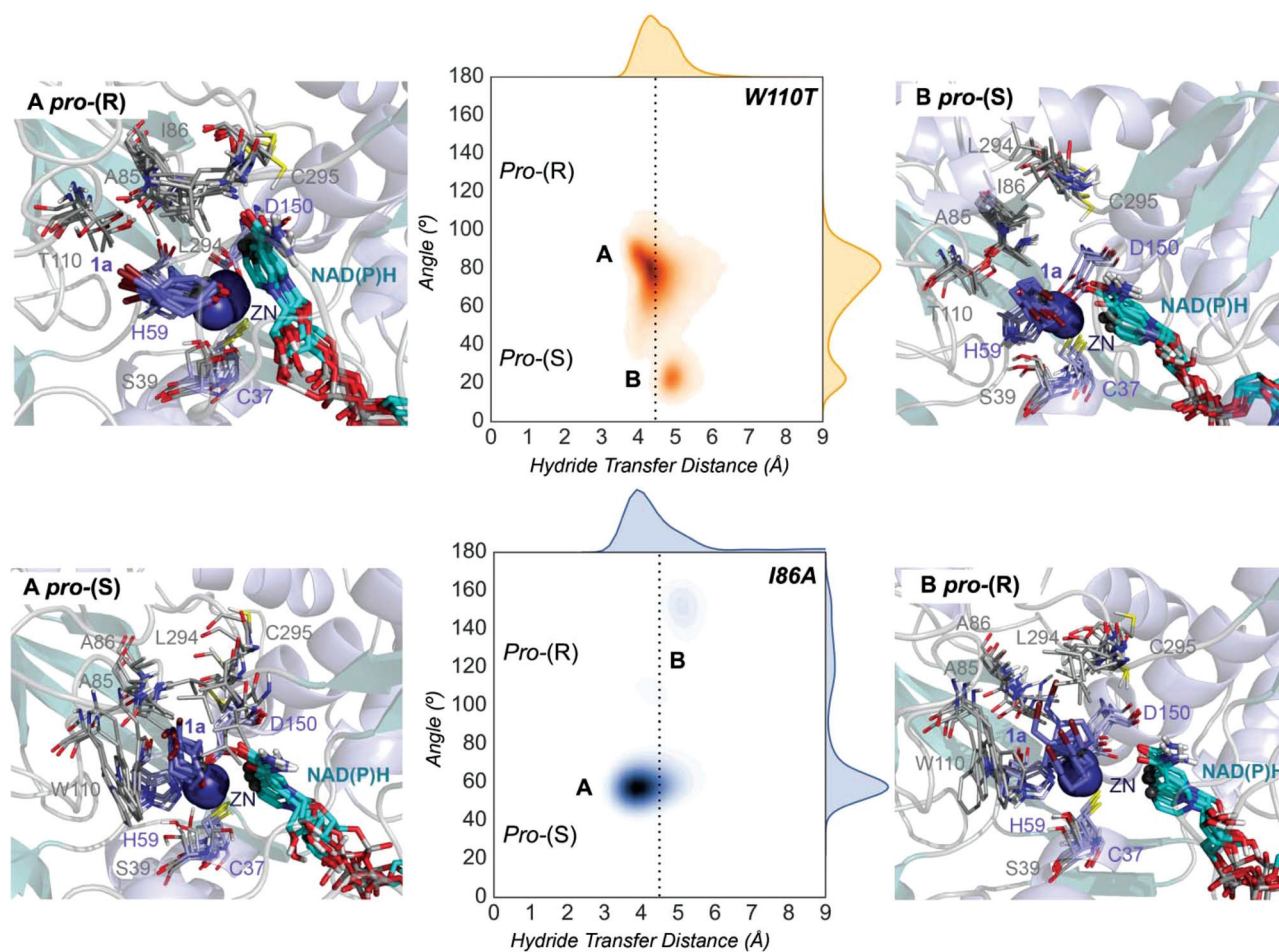 A pro-(R)
I86
A85
C295
D150
T110
1a
L294
NAD(P)H
H59
ZN
S39
C37
W110T
180
160
140
120
100
80
60
40
20
0
Angle (º)
Pro-(R)
A
Pro-(S)
B
0 1 2 3 4 5 6 7 8 9
Hydride Transfer Distance (Å)
B pro-(S)
L294
I86
C295
A85
D150
1a
NAD(P)H
T110
H59
ZN
S39
C37
A pro-(S)
A86
L294
C295
A85
1a
D150
NAD(P)H
W110
ZN
H59
S39
C37
I86A
180
160
140
120
100
80
60
40
20
0
Angle (º)
Pro-(R)
B
A
Pro-(S)
0 1 2 3 4 5 6 7 8 9
Hydride Transfer Distance (Å)
B pro-(R)
A86
L294
C295
A85
D150
1a
W110
NAD(P)H
ZN
H59
C37
S39